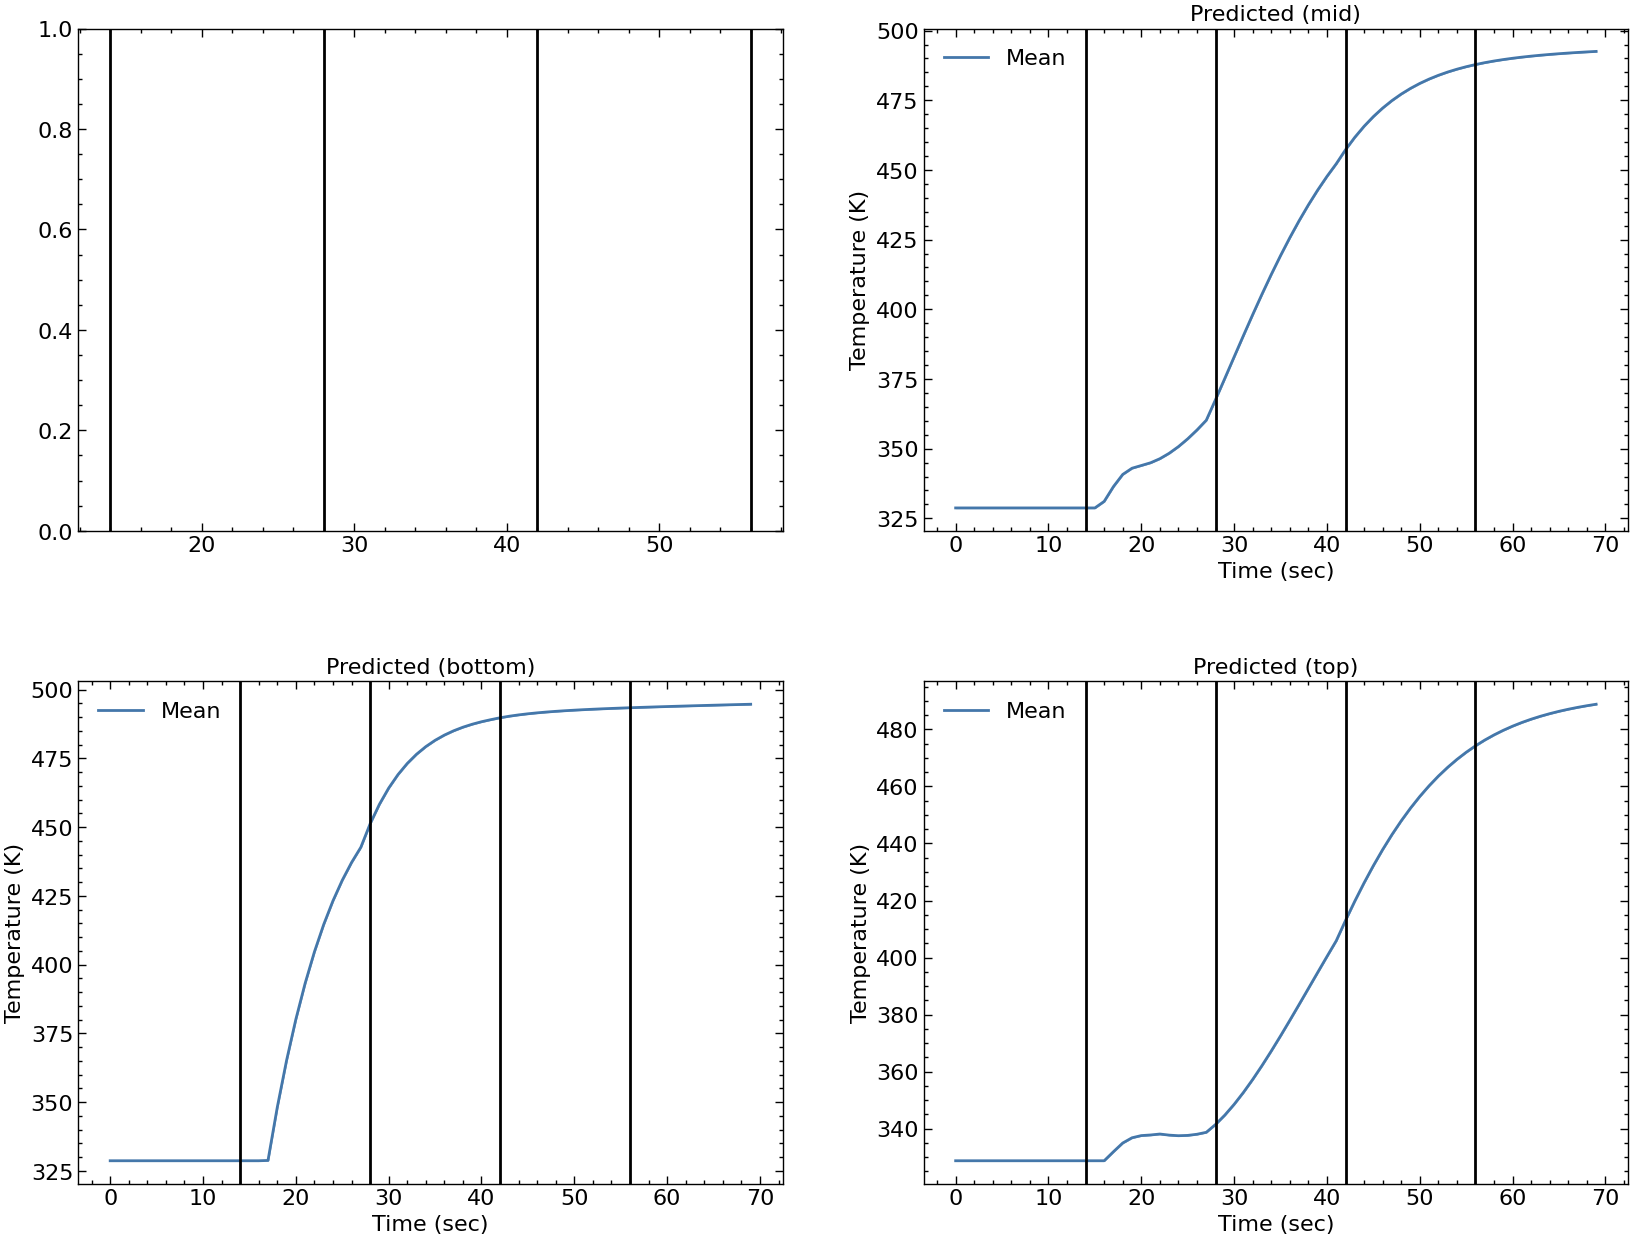 1.0
0.8
0.6
0.4
0.2
0.0
20 30 40 50
Predicted (mid)
Mean
500
475
450
425
400
375
350
325
Temperature (K)
0 10 20 30 40 50 60 70
Time (sec)
Predicted (bottom)
Mean
500
475
450
425
400
375
350
325
Temperature (K)
0 10 20 30 40 50 60 70
Time (sec)
Predicted (top)
Mean
480
460
440
420
400
380
360
340
Temperature (K)
0 10 20 30 40 50 60 70
Time (sec)